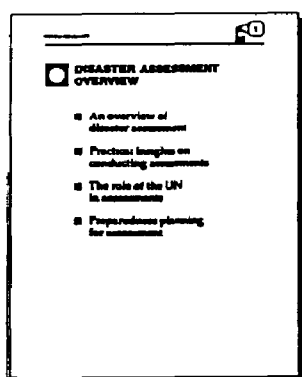 1
DISASTER ASSESSMENT
OVERVIEW
An overview of
disaster assessment
Practical insights on
conducting assessments
The role of the UN
in assessments
Preparedness planning
for assessment